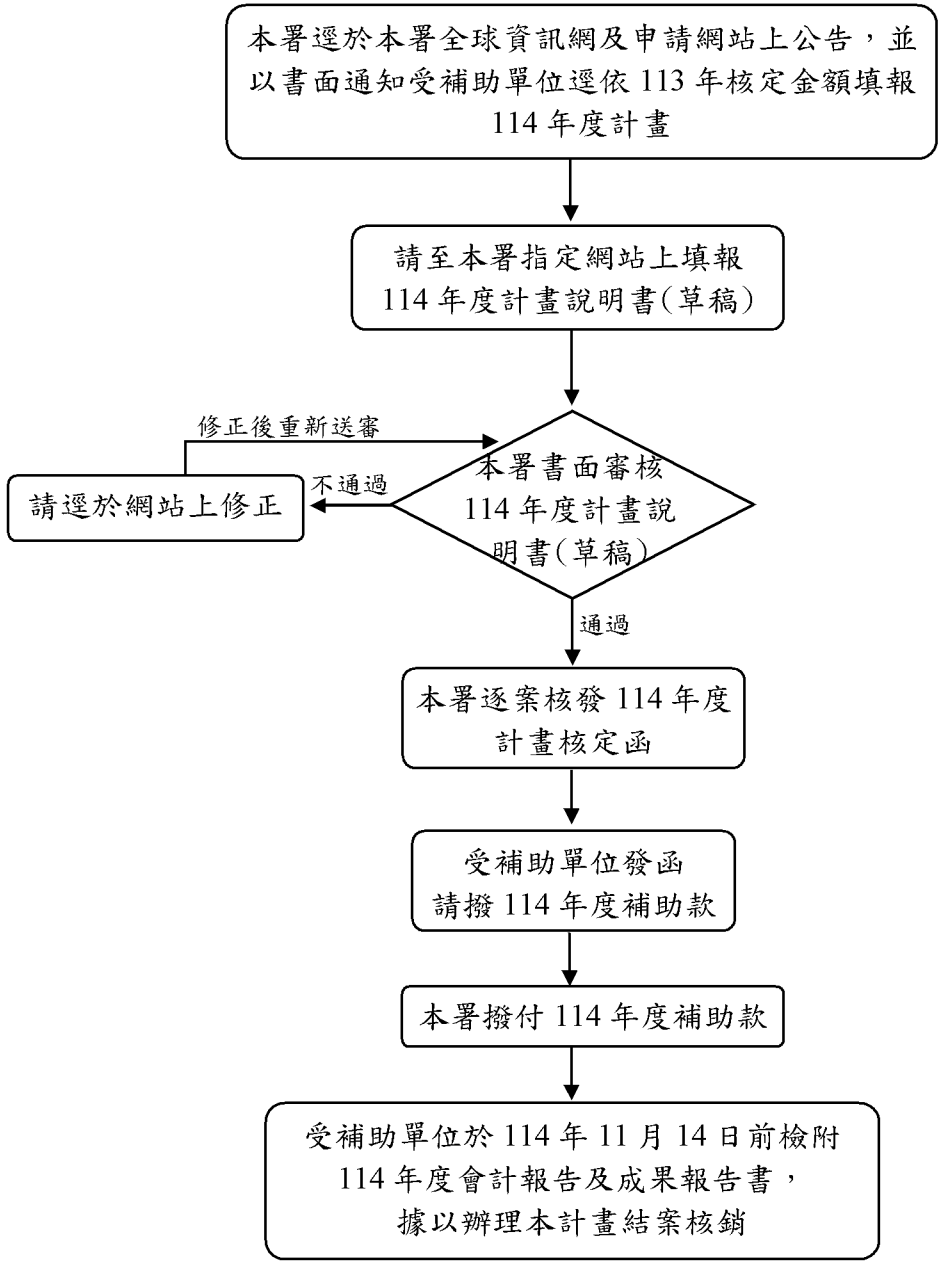 本署逕於本署全球資訊網及申請網站上公告，並
以書面通知受補助單位逕依 113 年核定金額填報
114 年度計畫
請至本署指定網站上填報
114 年度計畫說明書(草稿)
修正後重新送審
不通過
請逕於網站上修正
本署書面審核
114 年度計畫說
明書(草稿)
通過
本署逐案核發 114 年度
計畫核定函
受補助單位發函
請撥 114 年度補助款
本署撥付 114 年度補助款
受補助單位於 114 年 11 月 14 日前檢附
114 年度會計報告及成果報告書，
據以辦理本計畫結案核銷